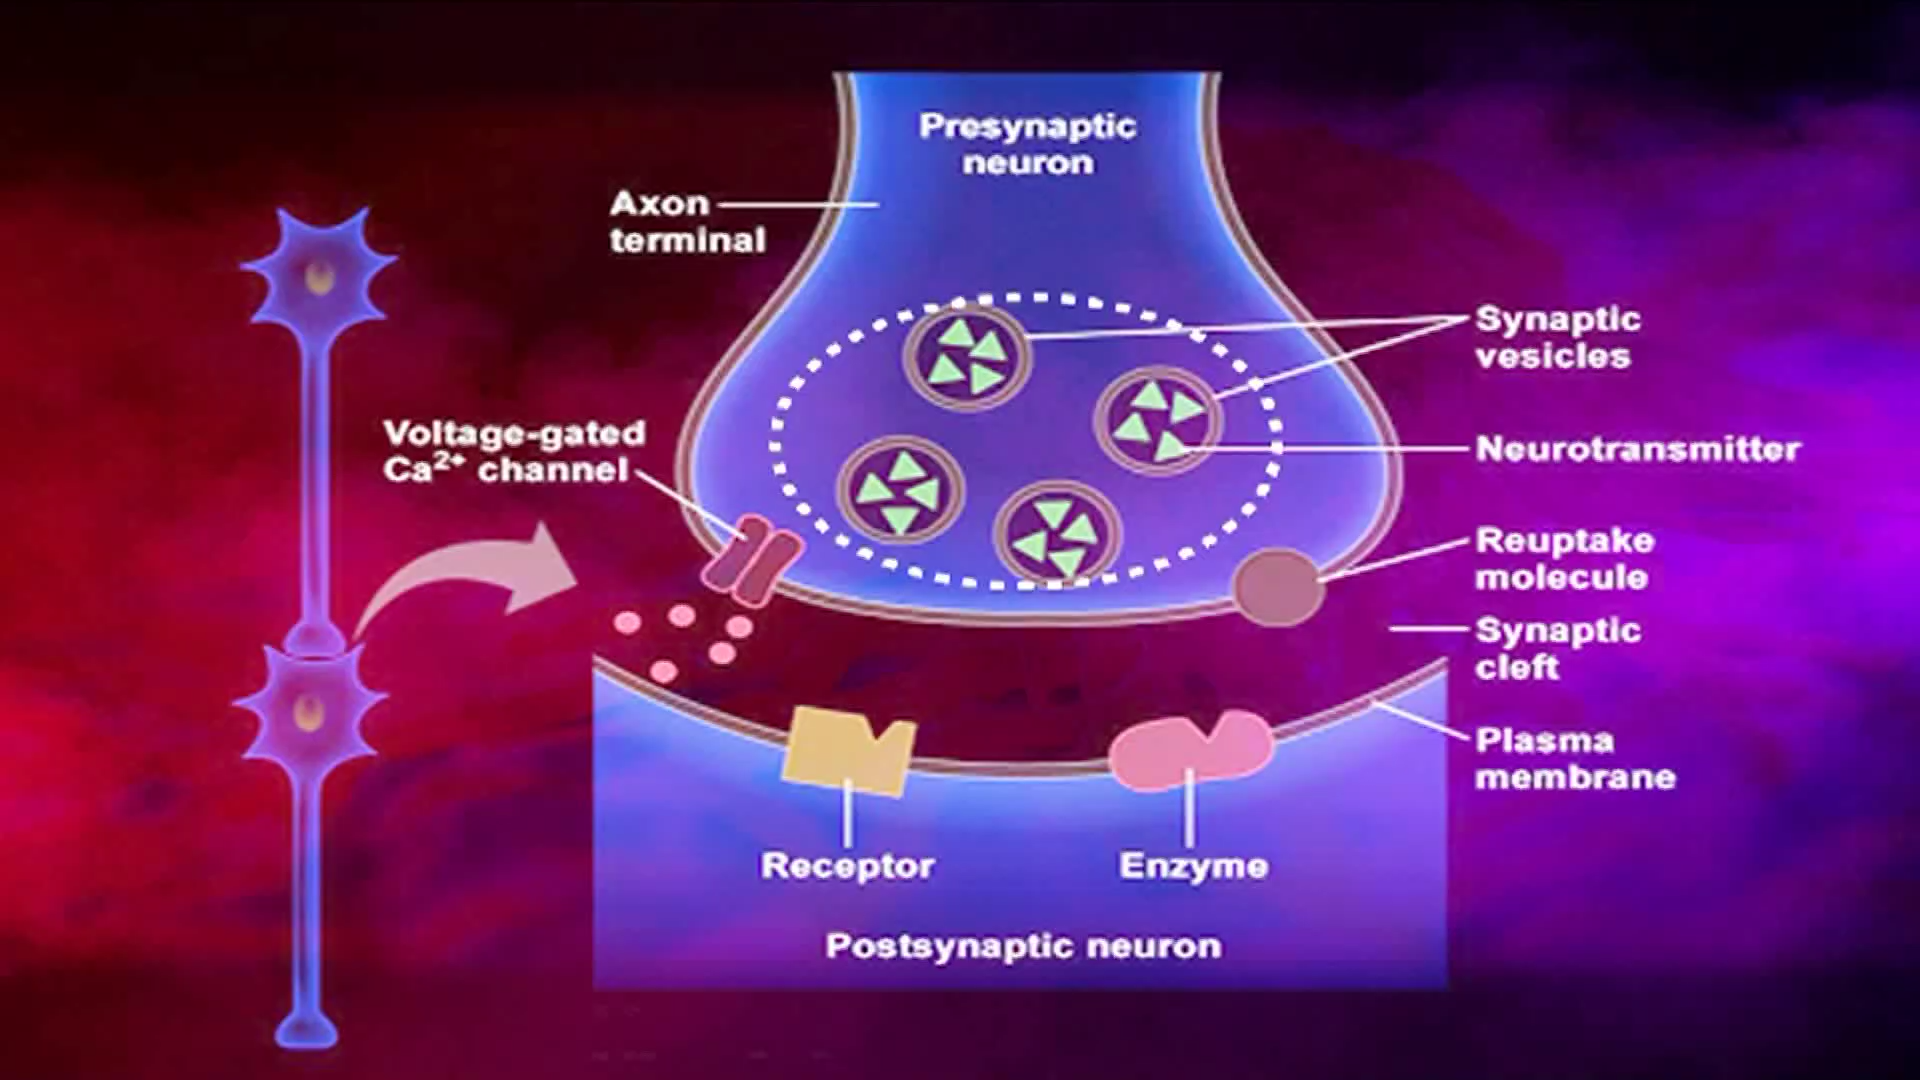 Presynaptic
neuron
Axon
terminal
Synaptic
vesicles
Voltage-gated
Ca²⁺ channel
Neurotransmitter
Reuptake
molecule
Synaptic
cleft
Plasma
membrane
Receptor
Enzyme
Postsynaptic neuron